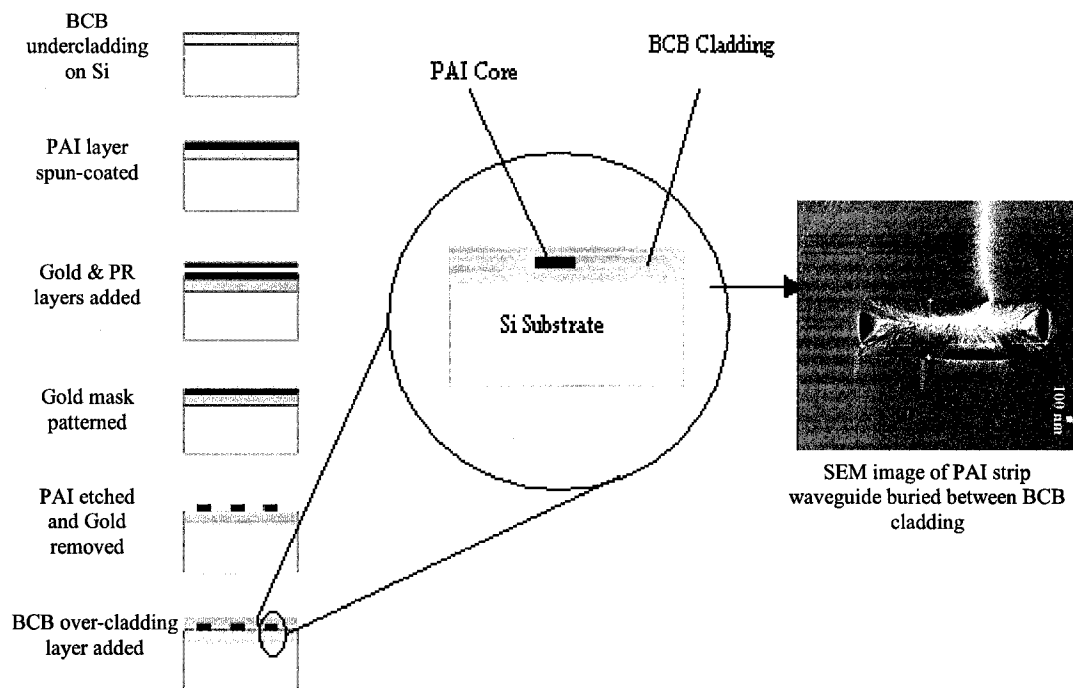 BCB
undercladding
on Si
PAI layer
spun-coated
Gold & PR
layers added
Gold mask
patterned
PAI etched
and Gold
removed
BCB over-cladding
layer added
PAI Core
BCB Cladding
Si Substrate
100 nm
SEM image of PAI strip
waveguide buried between BCB
cladding